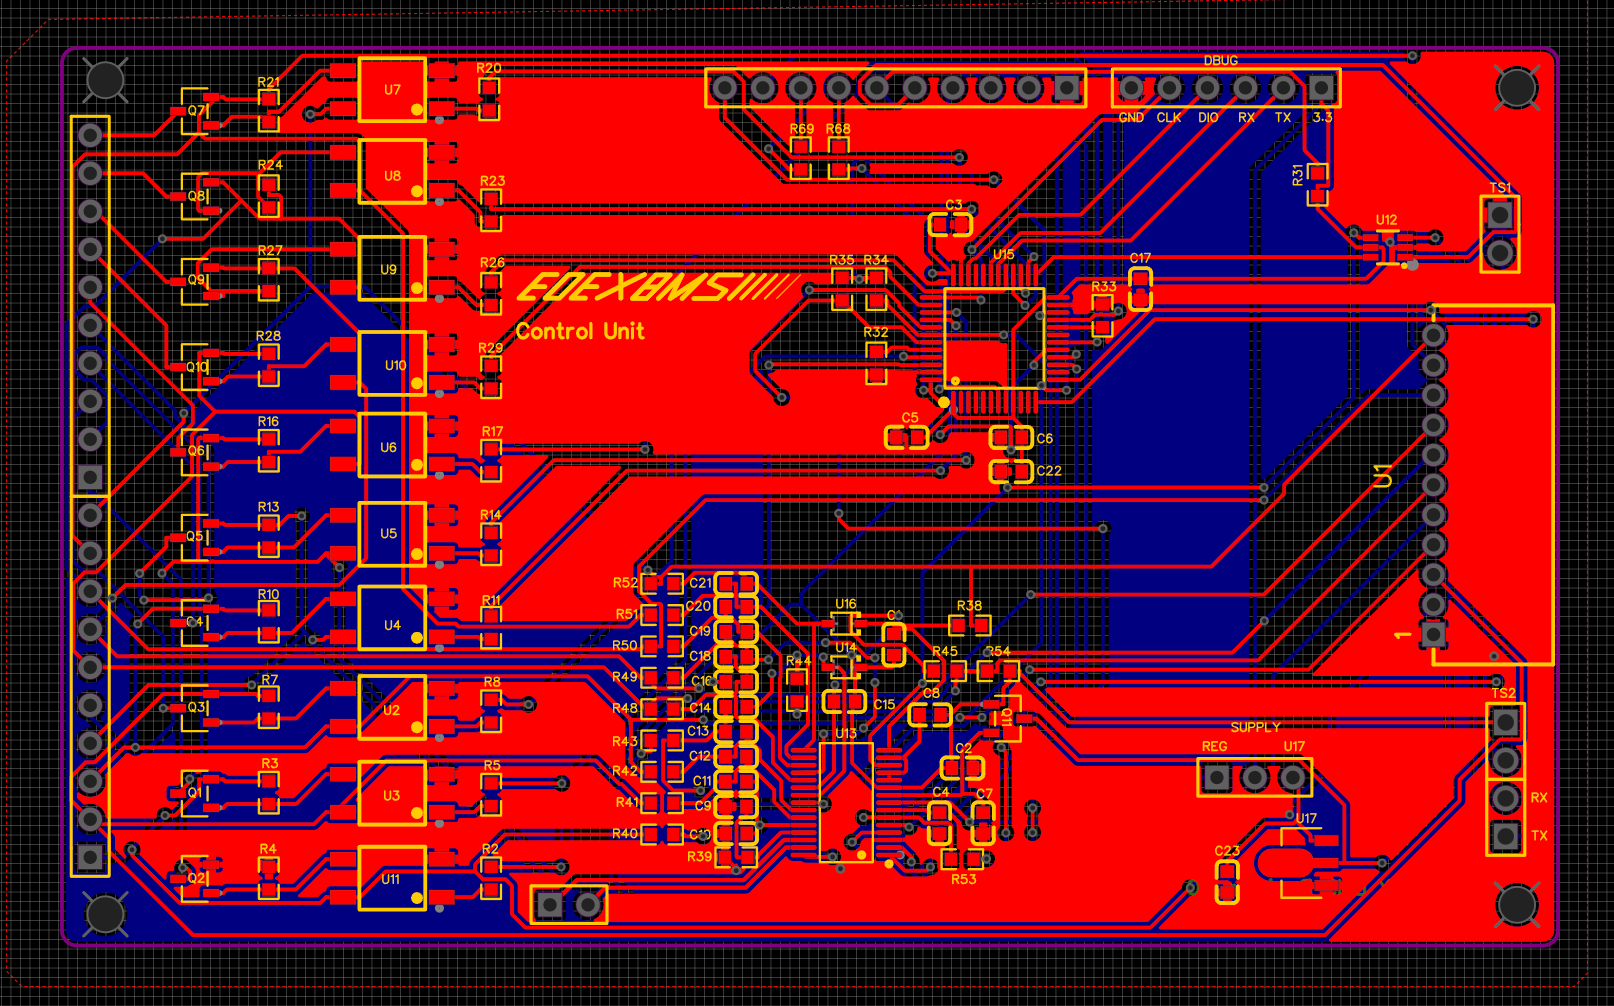 DBUG
GND CLK DIO RX TX 3.3
R21 U7 R20
Q7
R69 R68
R24 U8 R23 R31 TS1
Q8 C3 U12
R27 U9 R26 R35 R34 U15 C17
Q9 R33
Control Unit
R28 U10 R29 R32
Q10
R16 U6 R17 C5 C6
Q6 C22 U1
R13 U5 R14
Q5
R52 C21
R10 U4 R11 R51 C20 U16 R38
C19
R50 C18 U14 R45 R54 1
R7 U2 R8 R49 R44 TS2
Q3 R48 C14 C15 C8 Q11
R43 C13 U13 SUPPLY
R3 U3 R5 R42 C12 C2 REG U17
Q1 R41 C11 RX
C9 C4 C7
R40 C10 U17 TX
R4 U11 R2 R39 R53 C23
Q2